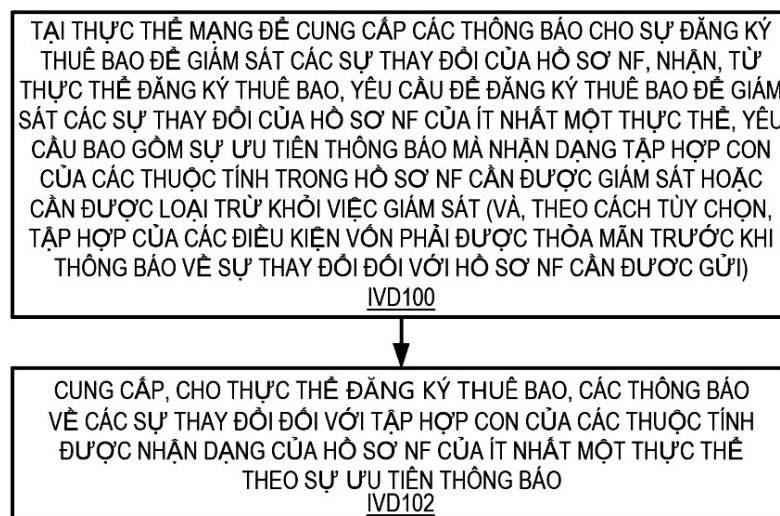 TẠI THỰC THỂ MẠNG ĐỂ CUNG CẤP CÁC THÔNG BÁO CHO SỰ ĐĂNG KÝ
THUÊ BAO ĐỂ GIÁM SÁT CÁC SỰ THAY ĐỔI CỦA HỒ SƠ NF, NHẬN, TỪ
THỰC THỂ ĐĂNG KÝ THUÊ BAO, YÊU CẦU ĐỂ ĐĂNG KÝ THUÊ BAO ĐỂ GIÁM
SÁT CÁC SỰ THAY ĐỔI CỦA HỒ SƠ NF CỦA ÍT NHẤT MỘT THỰC THỂ, YÊU
CẦU BAO GỒM SỰ ƯU TIÊN THÔNG BÁO MÀ NHẬN DẠNG TẬP HỢP CON
CỦA CÁC THUỘC TÍNH TRONG HỒ SƠ NF CẦN ĐƯỢC GIÁM SÁT HOẶC
CẦN ĐƯỢC LOẠI TRỪ KHỎI VIỆC GIÁM SÁT (VÀ, THEO CÁCH TÙY CHỌN,
TẬP HỢP CỦA CÁC ĐIỀU KIỆN VỐN PHẢI ĐƯỢC THỎA MÃN TRƯỚC KHI
THÔNG BÁO VỀ SỰ THAY ĐỔI ĐỐI VỚI HỒ SƠ NF CẦN ĐƯƠC GỬI)
IVD100
CUNG CẤP, CHO THỰC THỂ ĐĂNG KÝ THUÊ BAO, CÁC THÔNG BÁO
VỀ CÁC SỰ THAY ĐỔI ĐỐI VỚI TẬP HỢP CON CỦA CÁC THUỘC TÍNH
ĐƯỢC NHẬN DẠNG CỦA HỒ SƠ NF CỦA ÍT NHẤT MỘT THỰC THỂ
THEO SỰ ƯU TIÊN THÔNG BÁO
IVD102